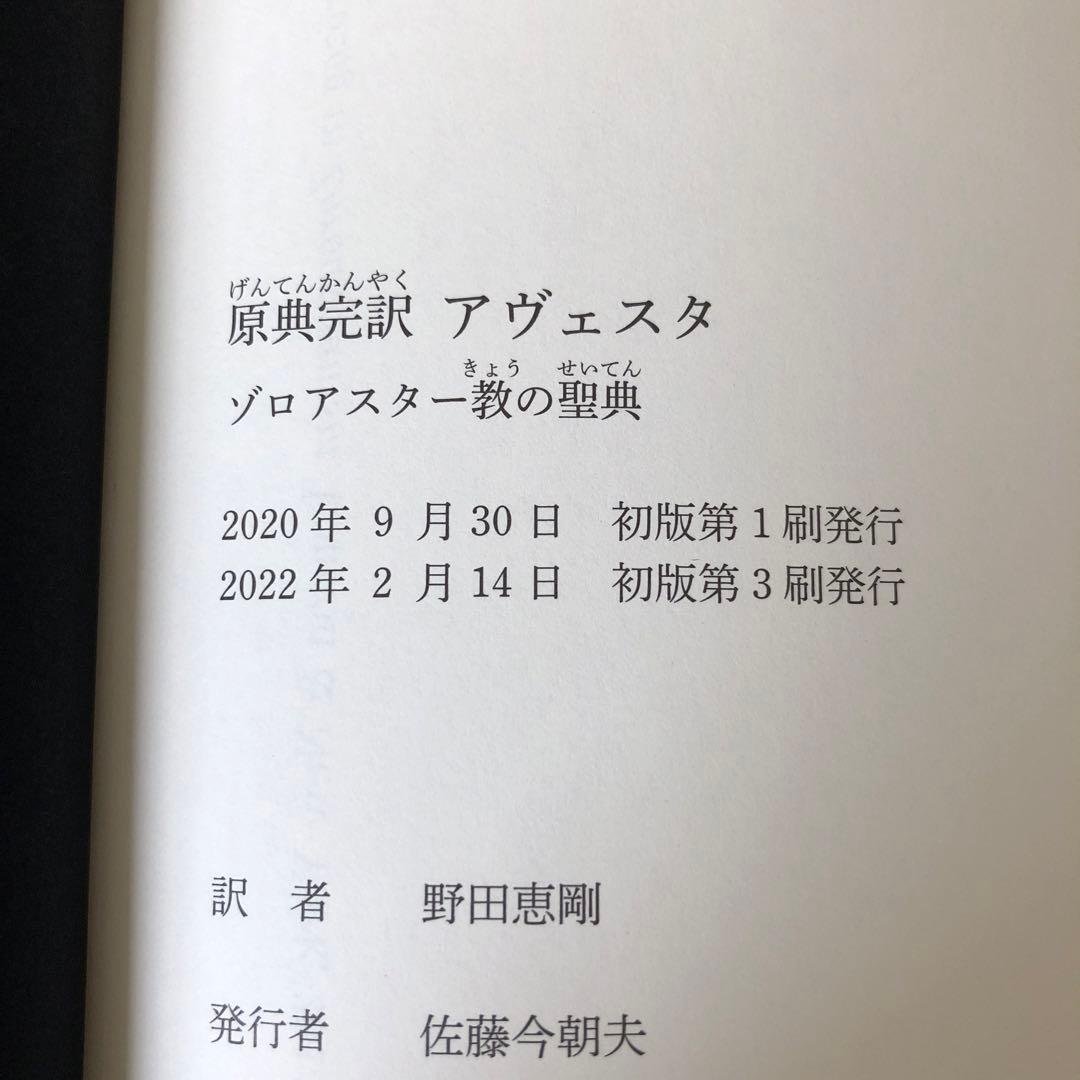 げんてんかんやく
原典完訳 アヴェスタ
きょう せいてん
ゾロアスター教の聖典
2020年 9 月30日 初版第1刷発行
2022年 2 月14日 初版第3刷発行
訳 者 野田恵剛
発行者 佐藤今朝夫